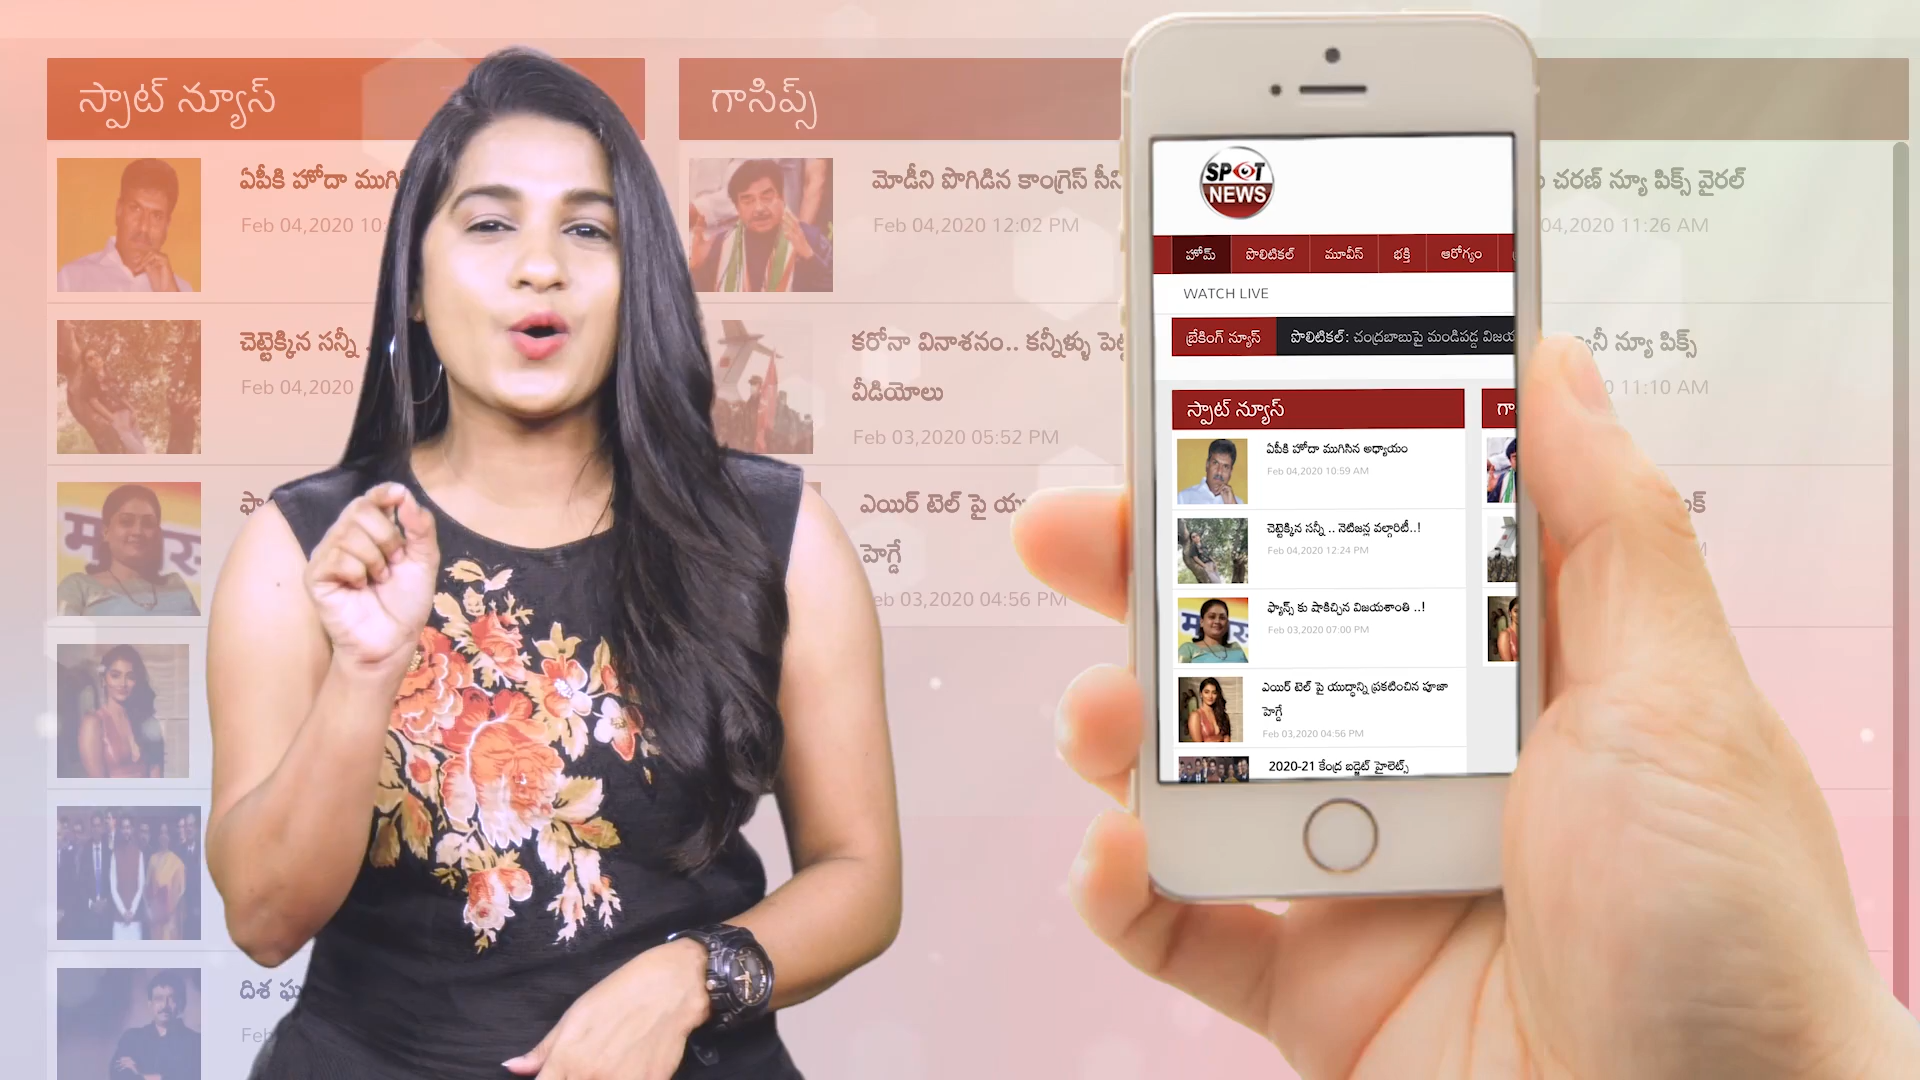 స్పాట్ న్యూస్
ఏపీకి హోదా
Feb 04,2020
చెట్టెక్కిన సన్నీ
Feb 04,2020
దిశ
గాసిప్స్
మోడీని పొగిడిన కాంగ్రెస్
Feb 04,2020 12:02 PM
కరోనా వినాశనం.. కన్నీళ్ళు
వీడియోలు
Feb 03,2020 05:52 PM
ఎయిర్ టెల్ పై
హెగ్డే
03,2020 04:56 PM
చరణ్ న్యూ పిక్స్ వైరల్
04,2020 11:26 AM
న్యూ పిక్స్
11:10 AM
SPOT
NEWS
హోమ్ పొలిటికల్ మూవీస్ భక్తి ఆరోగ్యం
WATCH LIVE
బ్రేకింగ్ న్యూస్ పొలిటికల్: చంద్రబాబుపై మండిపడ్డ
స్పాట్ న్యూస్
ఏపీకి హోదా ముగిసిన అధ్యాయం
Feb 04,2020 10:59 AM
చెట్టెక్కిన సన్నీ .. నెటిజన్ల వల్గారిటీ..!
Feb 04,2020 12:24 PM
ఫ్యాన్స్ కు షాకిచ్చిన విజయశాంతి ..!
Feb 03,2020 07:00 PM
ఎయిర్ టెల్ పై యుద్ధాన్ని ప్రకటించిన పూజా
హెగ్డే
Feb 03,2020 04:56 PM
2020-21 కేంద్ర బడ్జెట్ హైలెట్స్